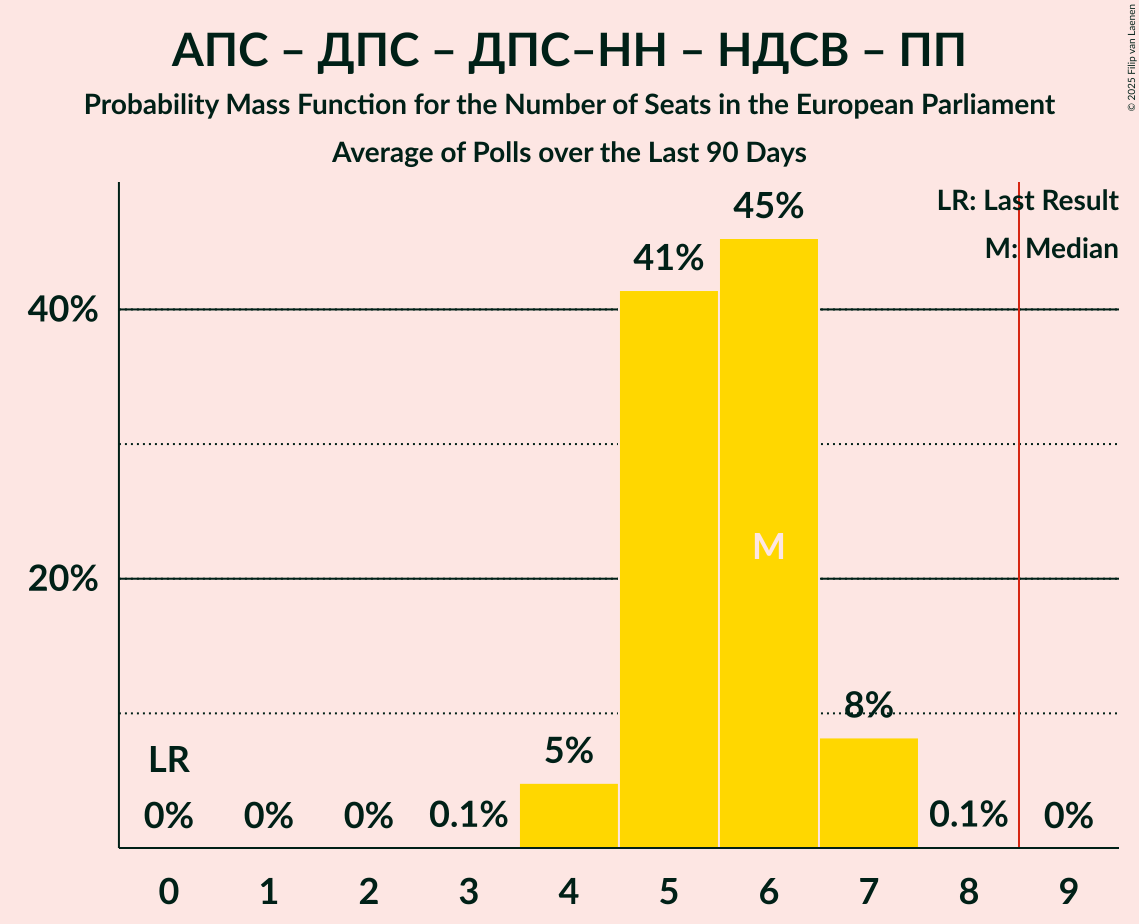 АПС – ДПС – ДПС–НН – НДСВ – ПП
Probability Mass Function for the Number of Seats in the European Parliament
Average of Polls over the Last 90 Days
© 2025 Filip van Laenen
LR: Last Result
M: Median
45%
41%
40%
M
20%
8%
5%
LR
0% 0% 0% 0.1% 0.1% 0%
0 1 2 3 4 5 6 7 8 9